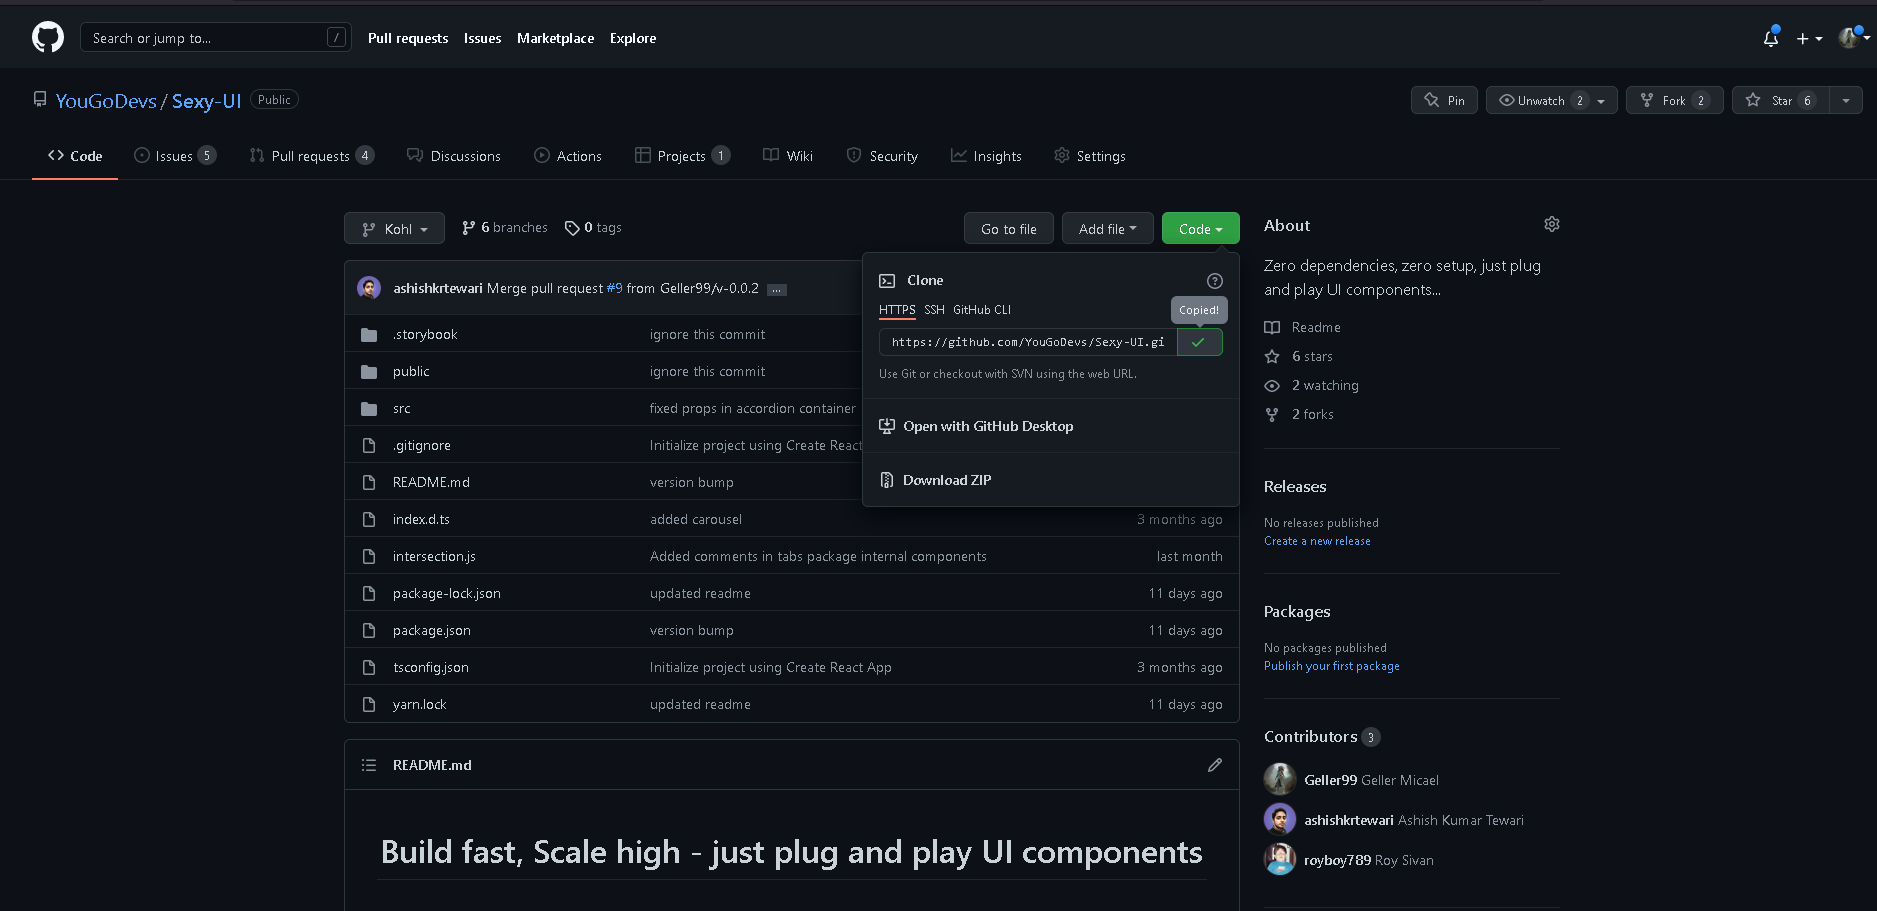 Search or jump to... /
Pull requests Issues Marketplace Explore
YouGoDevs / Sexy-UI Public
Pin Unwatch 2 Fork 2 Star 6
Code Issues 5 Pull requests 4 Discussions Actions Projects 1 Wiki Security Insights Settings
Kohl 6 branches 0 tags
Go to file Add file Code
ashishkrtewari Merge pull request #9 from Geller99/v-0.0.2 ...
.storybook ignore this commit
public ignore this commit
src fixed props in accordion container
.gitignore Initialize project using Create React
README.md version bump
index.d.ts added carousel 3 months ago
intersection.js Added comments in tabs package internal components last month
package-lock.json updated readme 11 days ago
package.json version bump 11 days ago
tsconfig.json Initialize project using Create React App 3 months ago
yarn.lock updated readme 11 days ago
Clone
HTTPS SSH GitHub CLI
Copied!
https://github.com/YouGoDevs/Sexy-UI.gi
Use Git or checkout with SVN using the web URL.
Open with GitHub Desktop
Download ZIP
README.md
Build fast, Scale high - just plug and play UI components
About
Zero dependencies, zero setup, just plug
and play UI components...
Readme
6 stars
2 watching
2 forks
Releases
No releases published
Create a new release
Packages
No packages published
Publish your first package
Contributors 3
Geller99 Geller Micael
ashishkrtewari Ashish Kumar Tewari
royboy789 Roy Sivan